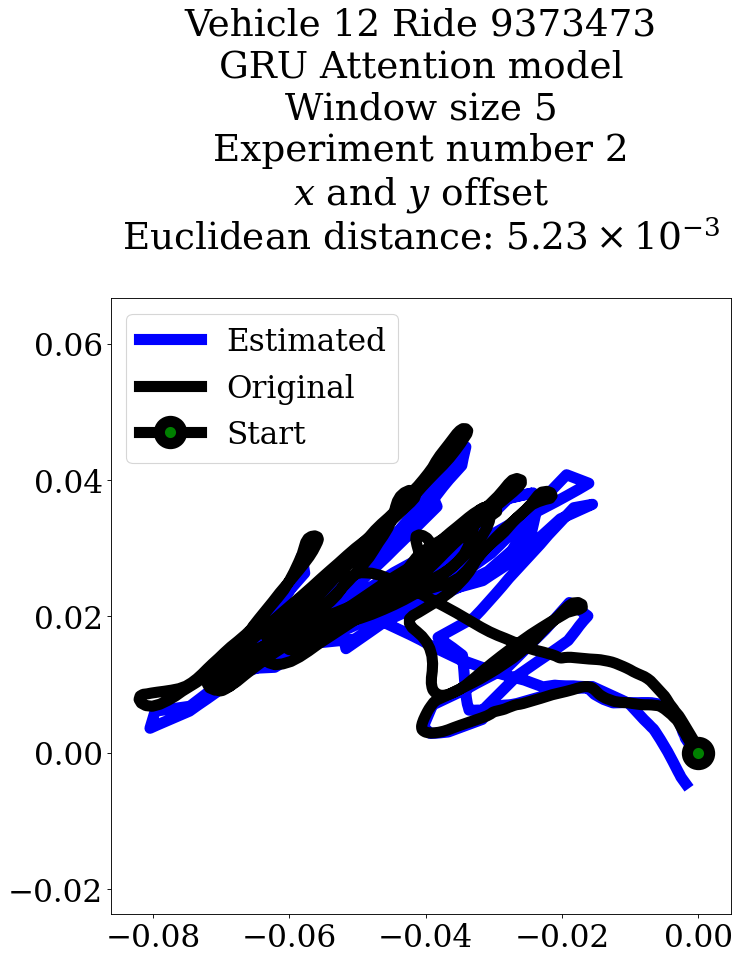 Vehicle 12 Ride 9373473
GRU Attention model
Window size 5
Experiment number 2
x and y offset
Euclidean distance: 5.23 × 10⁻³
Estimated
Original
Start
0.06
0.04
0.02
0.00
−0.02
−0.08 −0.06 −0.04 −0.02 0.00